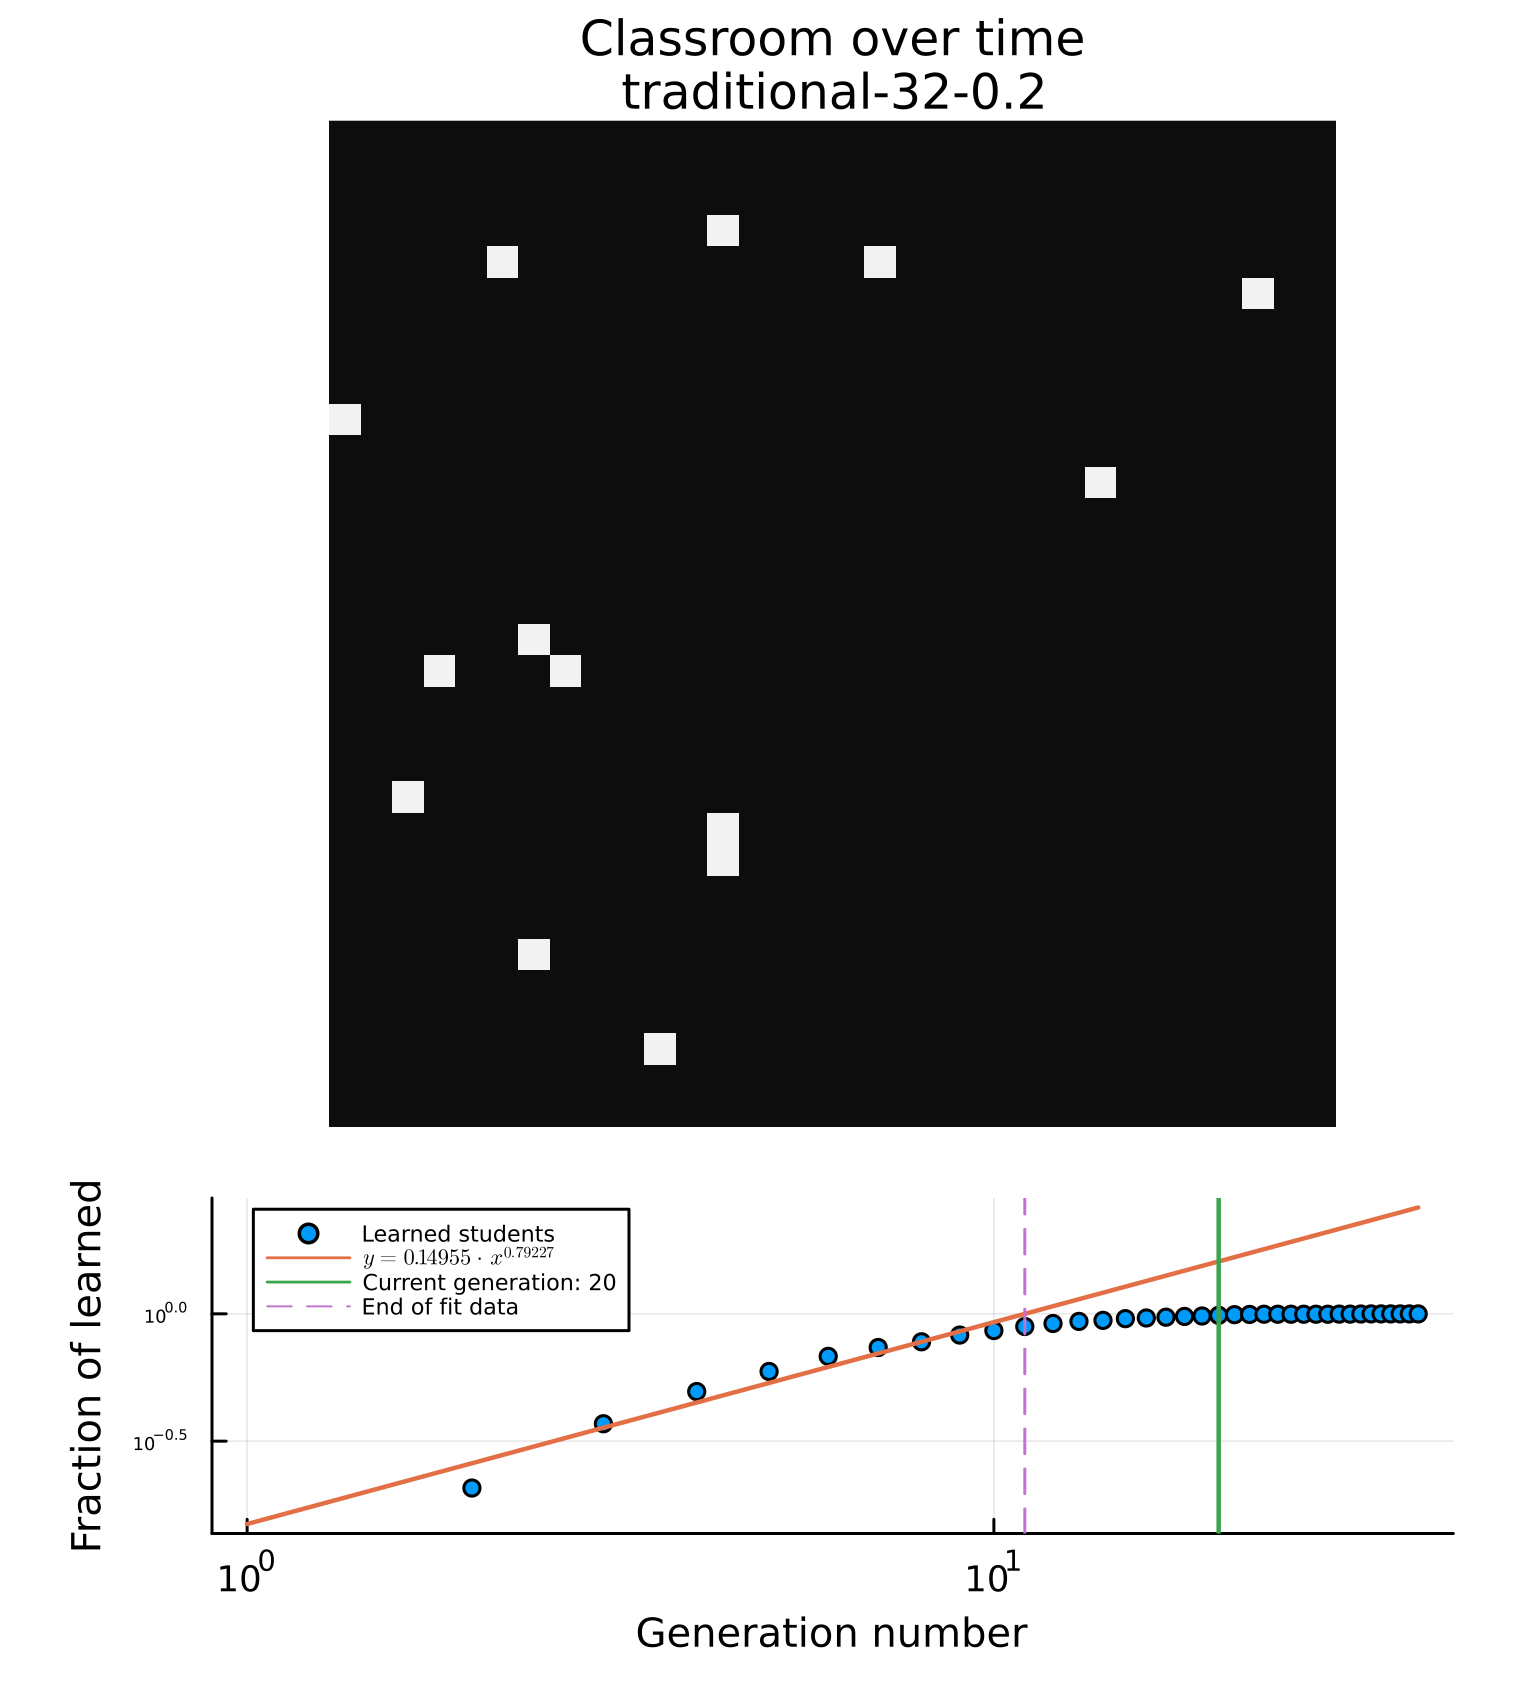 Classroom over time
traditional-32-0.2
Fraction of learned
Learned students
y = 0.14955 · x^0.79227
Current generation: 20
End of fit data
10^0.0
10^−0.5
10^0
10^1
Generation number